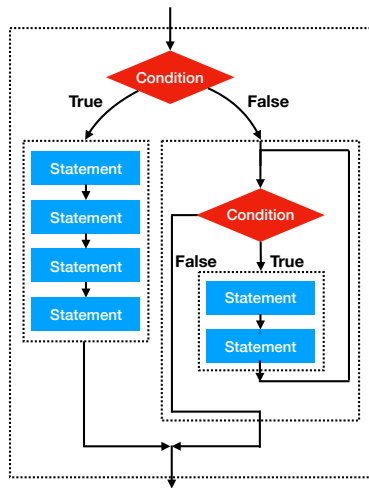 Condition
True
False
Statement
Statement
Statement
Statement
Condition
False
True
Statement
Statement